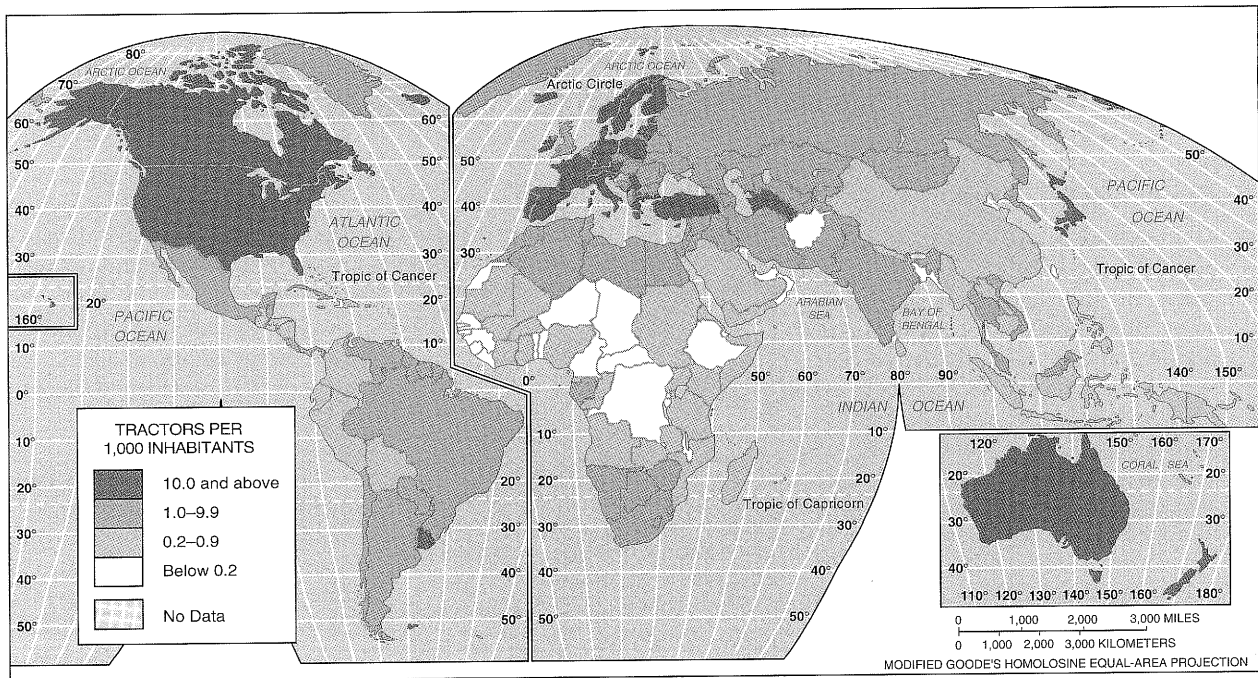 80°
ARCTIC OCEAN
70°
60°
60°
50°
50°
40°
40°
ATLANTIC
OCEAN
30°
30°
Tropic of Cancer
20°
20°
160°
PACIFIC
OCEAN
10°
10°
0°
10°
20°
20°
30°
30°
40°
40°
50°
50°
ARCTIC OCEAN
Arctic Circle
60°
50°
50°
40°
40°
PACIFIC
OCEAN
30°
30°
Tropic of Cancer
20°
20°
ARABIAN
SEA
BAY OF
BENGAL
10°
10°
0°
50°
60°
70°
80°
90°
140°
150°
INDIAN
OCEAN
10°
10°
20°
Tropic of Capricorn
30°
30°
40°
40°
50°
50°
TRACTORS PER
1,000 INHABITANTS
10.0 and above
1.0–9.9
0.2–0.9
Below 0.2
No Data
120°
150°
160°
170°
CORAL SEA
20°
20°
30°
30°
40°
110°
120°
130°
140°
150°
160°
180°
0 1,000 2,000 3,000 MILES
0 1,000 2,000 3,000 KILOMETERS
MODIFIED GOODE'S HOMOLOSINE EQUAL-AREA PROJECTION